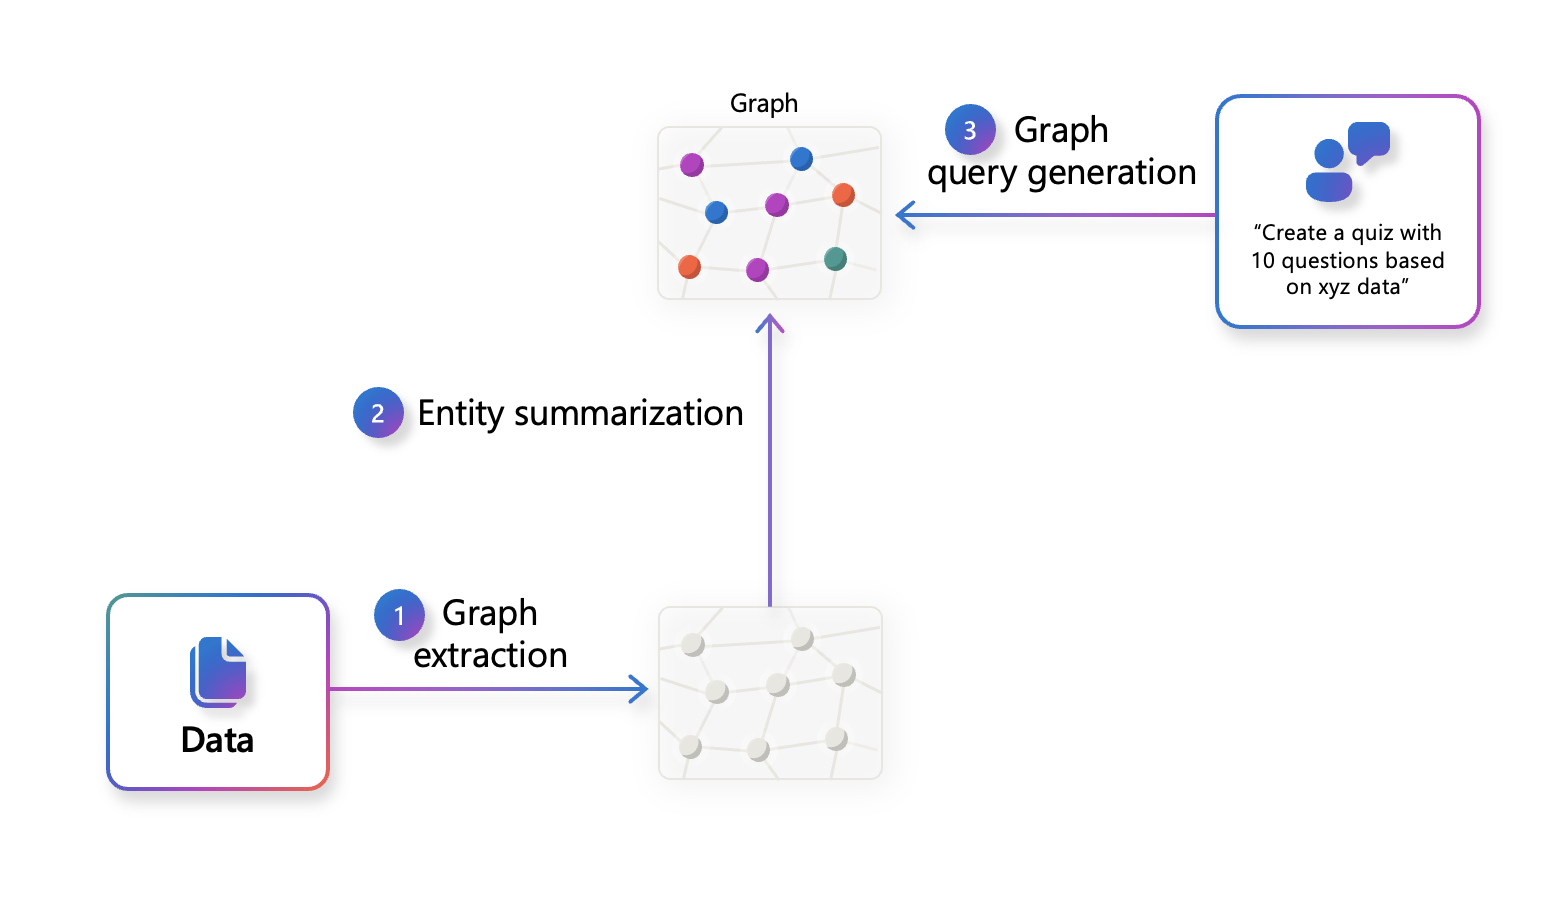 Graph
3 Graph
query generation
“Create a quiz with
10 questions based
on xyz data”
2 Entity summarization
1 Graph
extraction
Data